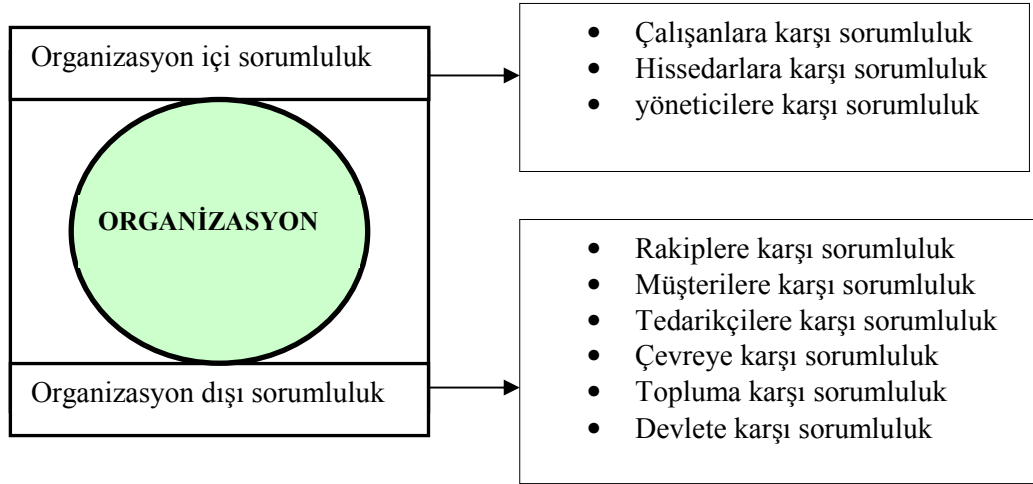 Organizasyon içi sorumluluk
• Çalışanlara karşı sorumluluk
• Hissedarlara karşı sorumluluk
• yöneticilere karşı sorumluluk
ORGANİZASYON
Organizasyon dışı sorumluluk
• Rakiplere karşı sorumluluk
• Müşterilere karşı sorumluluk
• Tedarikçilere karşı sorumluluk
• Çevreye karşı sorumluluk
• Topluma karşı sorumluluk
• Devlete karşı sorumluluk